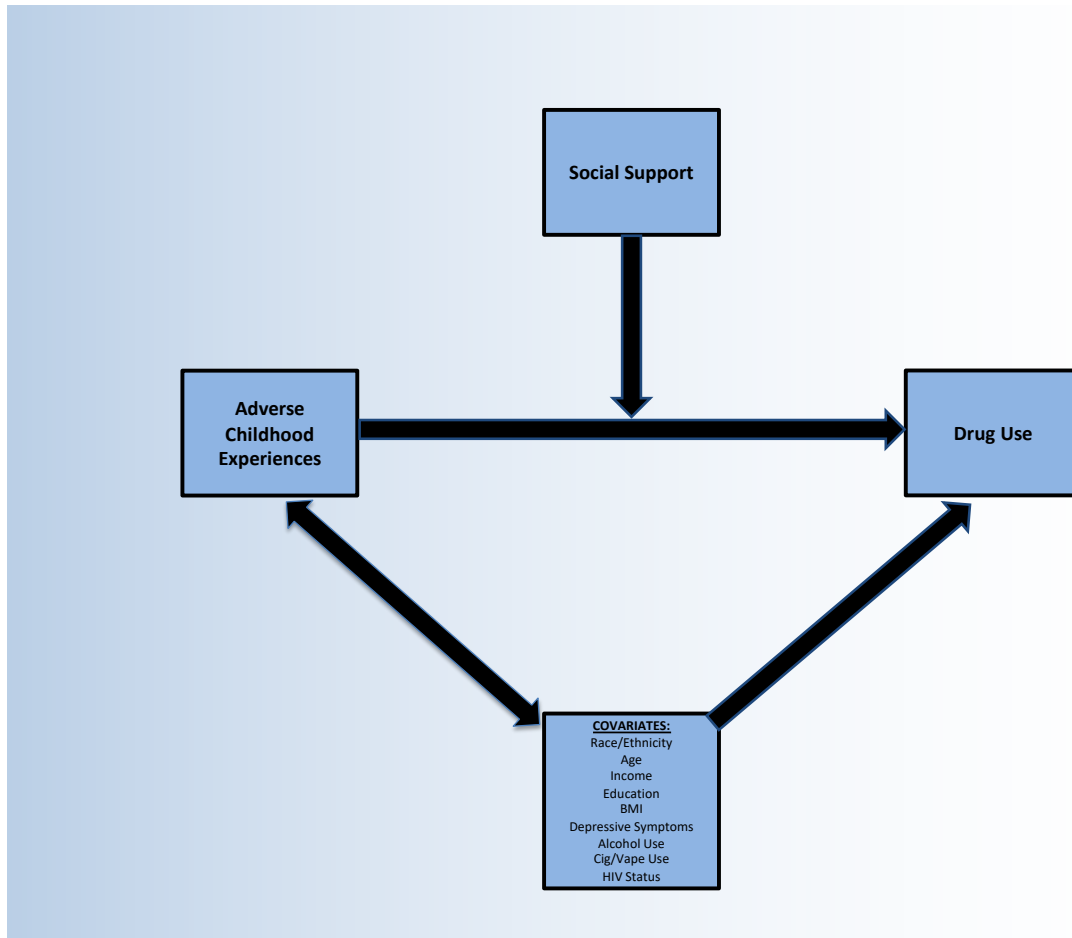 Social Support
Adverse
Childhood
Experiences
Drug Use
COVARIATES:
Race/Ethnicity
Age
Income
Education
BMI
Depressive Symptoms
Alcohol Use
Cig/Vape Use
HIV Status